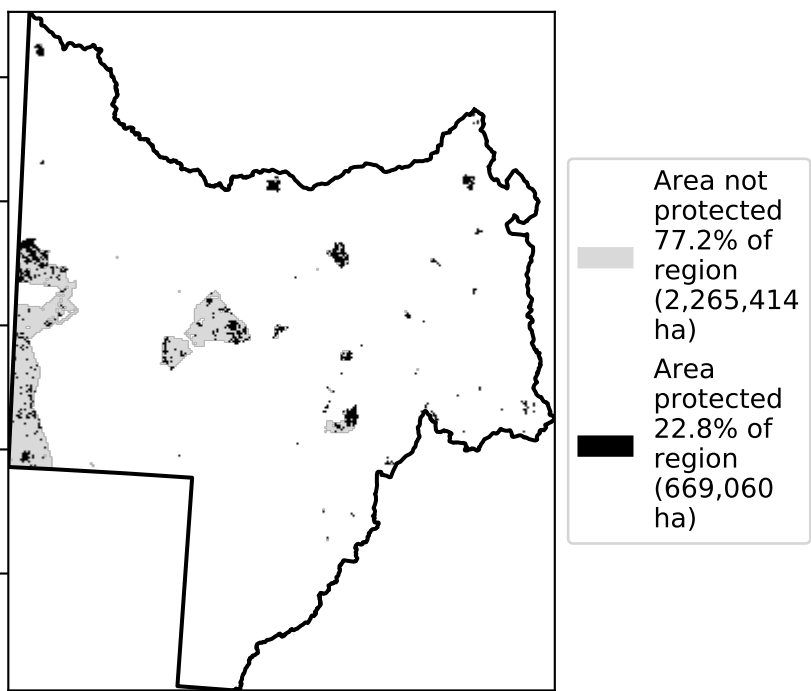 Area not
protected
77.2% of
region
(2,265,414
ha)
Area
protected
22.8% of
region
(669,060
ha)